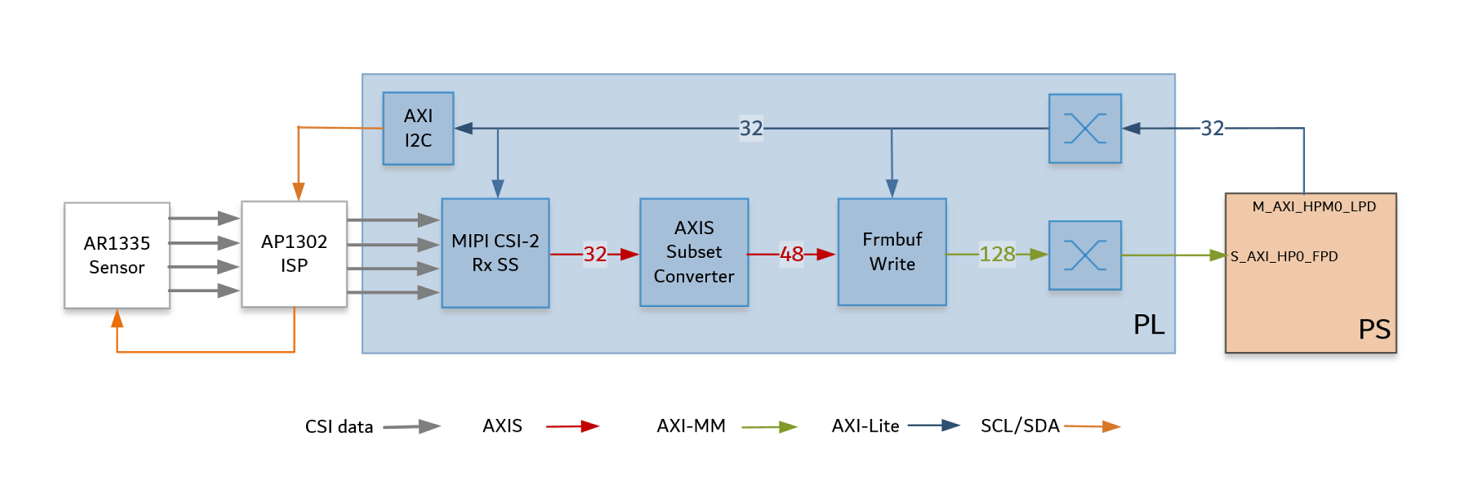 AXI
I2C
32
32
AR1335
Sensor
AP1302
ISP
MIPI CSI-2
Rx SS
32
AXIS
Subset
Converter
48
Frmbuf
Write
128
M_AXI_HPM0_LPD
S_AXI_HP0_FPD
PL
PS
CSI data
AXIS
AXI-MM
AXI-Lite
SCL/SDA